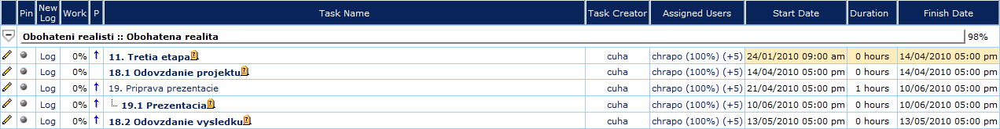 Pin New Log Work P Task Name Task Creator Assigned Users Start Date Duration Finish Date
Obohateni realisti :: Obohatena realita 98%
Log 0% 11. Tretia etapa cuha chrapo (100%) (+5) 24/01/2010 09:00 am 0 hours 14/04/2010 05:00 pm
Log 0% 18.1 Odovzdanie projektu cuha chrapo (100%) (+5) 14/04/2010 05:00 pm 0 hours 14/04/2010 05:00 pm
Log 0% 19. Priprava prezentacie cuha chrapo (100%) (+5) 21/04/2010 05:00 pm 1 hours 10/06/2010 05:00 pm
Log 0% 19.1 Prezentacia cuha chrapo (100%) (+5) 10/06/2010 05:00 pm 0 hours 10/06/2010 05:00 pm
Log 0% 18.2 Odovzdanie vysledku cuha chrapo (100%) (+5) 13/05/2010 05:00 pm 0 hours 13/05/2010 05:00 pm